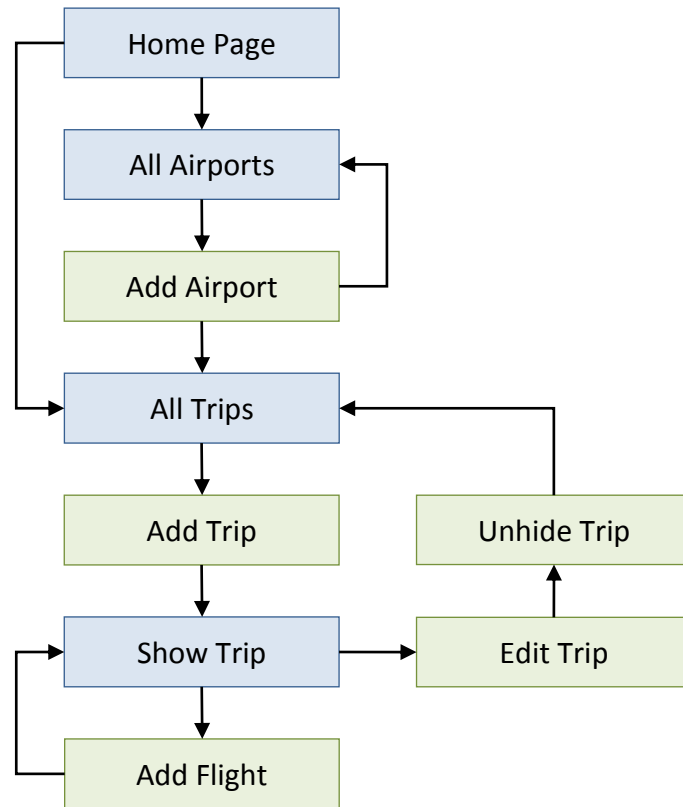 Home Page
All Airports
Add Airport
All Trips
Add Trip
Unhide Trip
Show Trip
Edit Trip
Add Flight